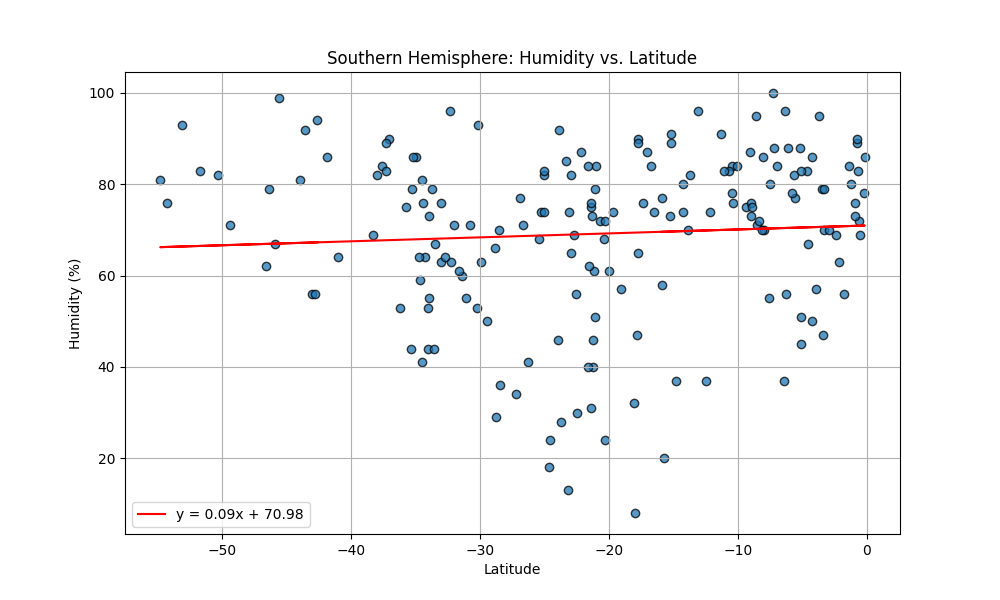 Southern Hemisphere: Humidity vs. Latitude
Humidity (%)
100
80
60
40
20
y = 0.09x + 70.98
−50
−40
−30
−20
−10
0
Latitude